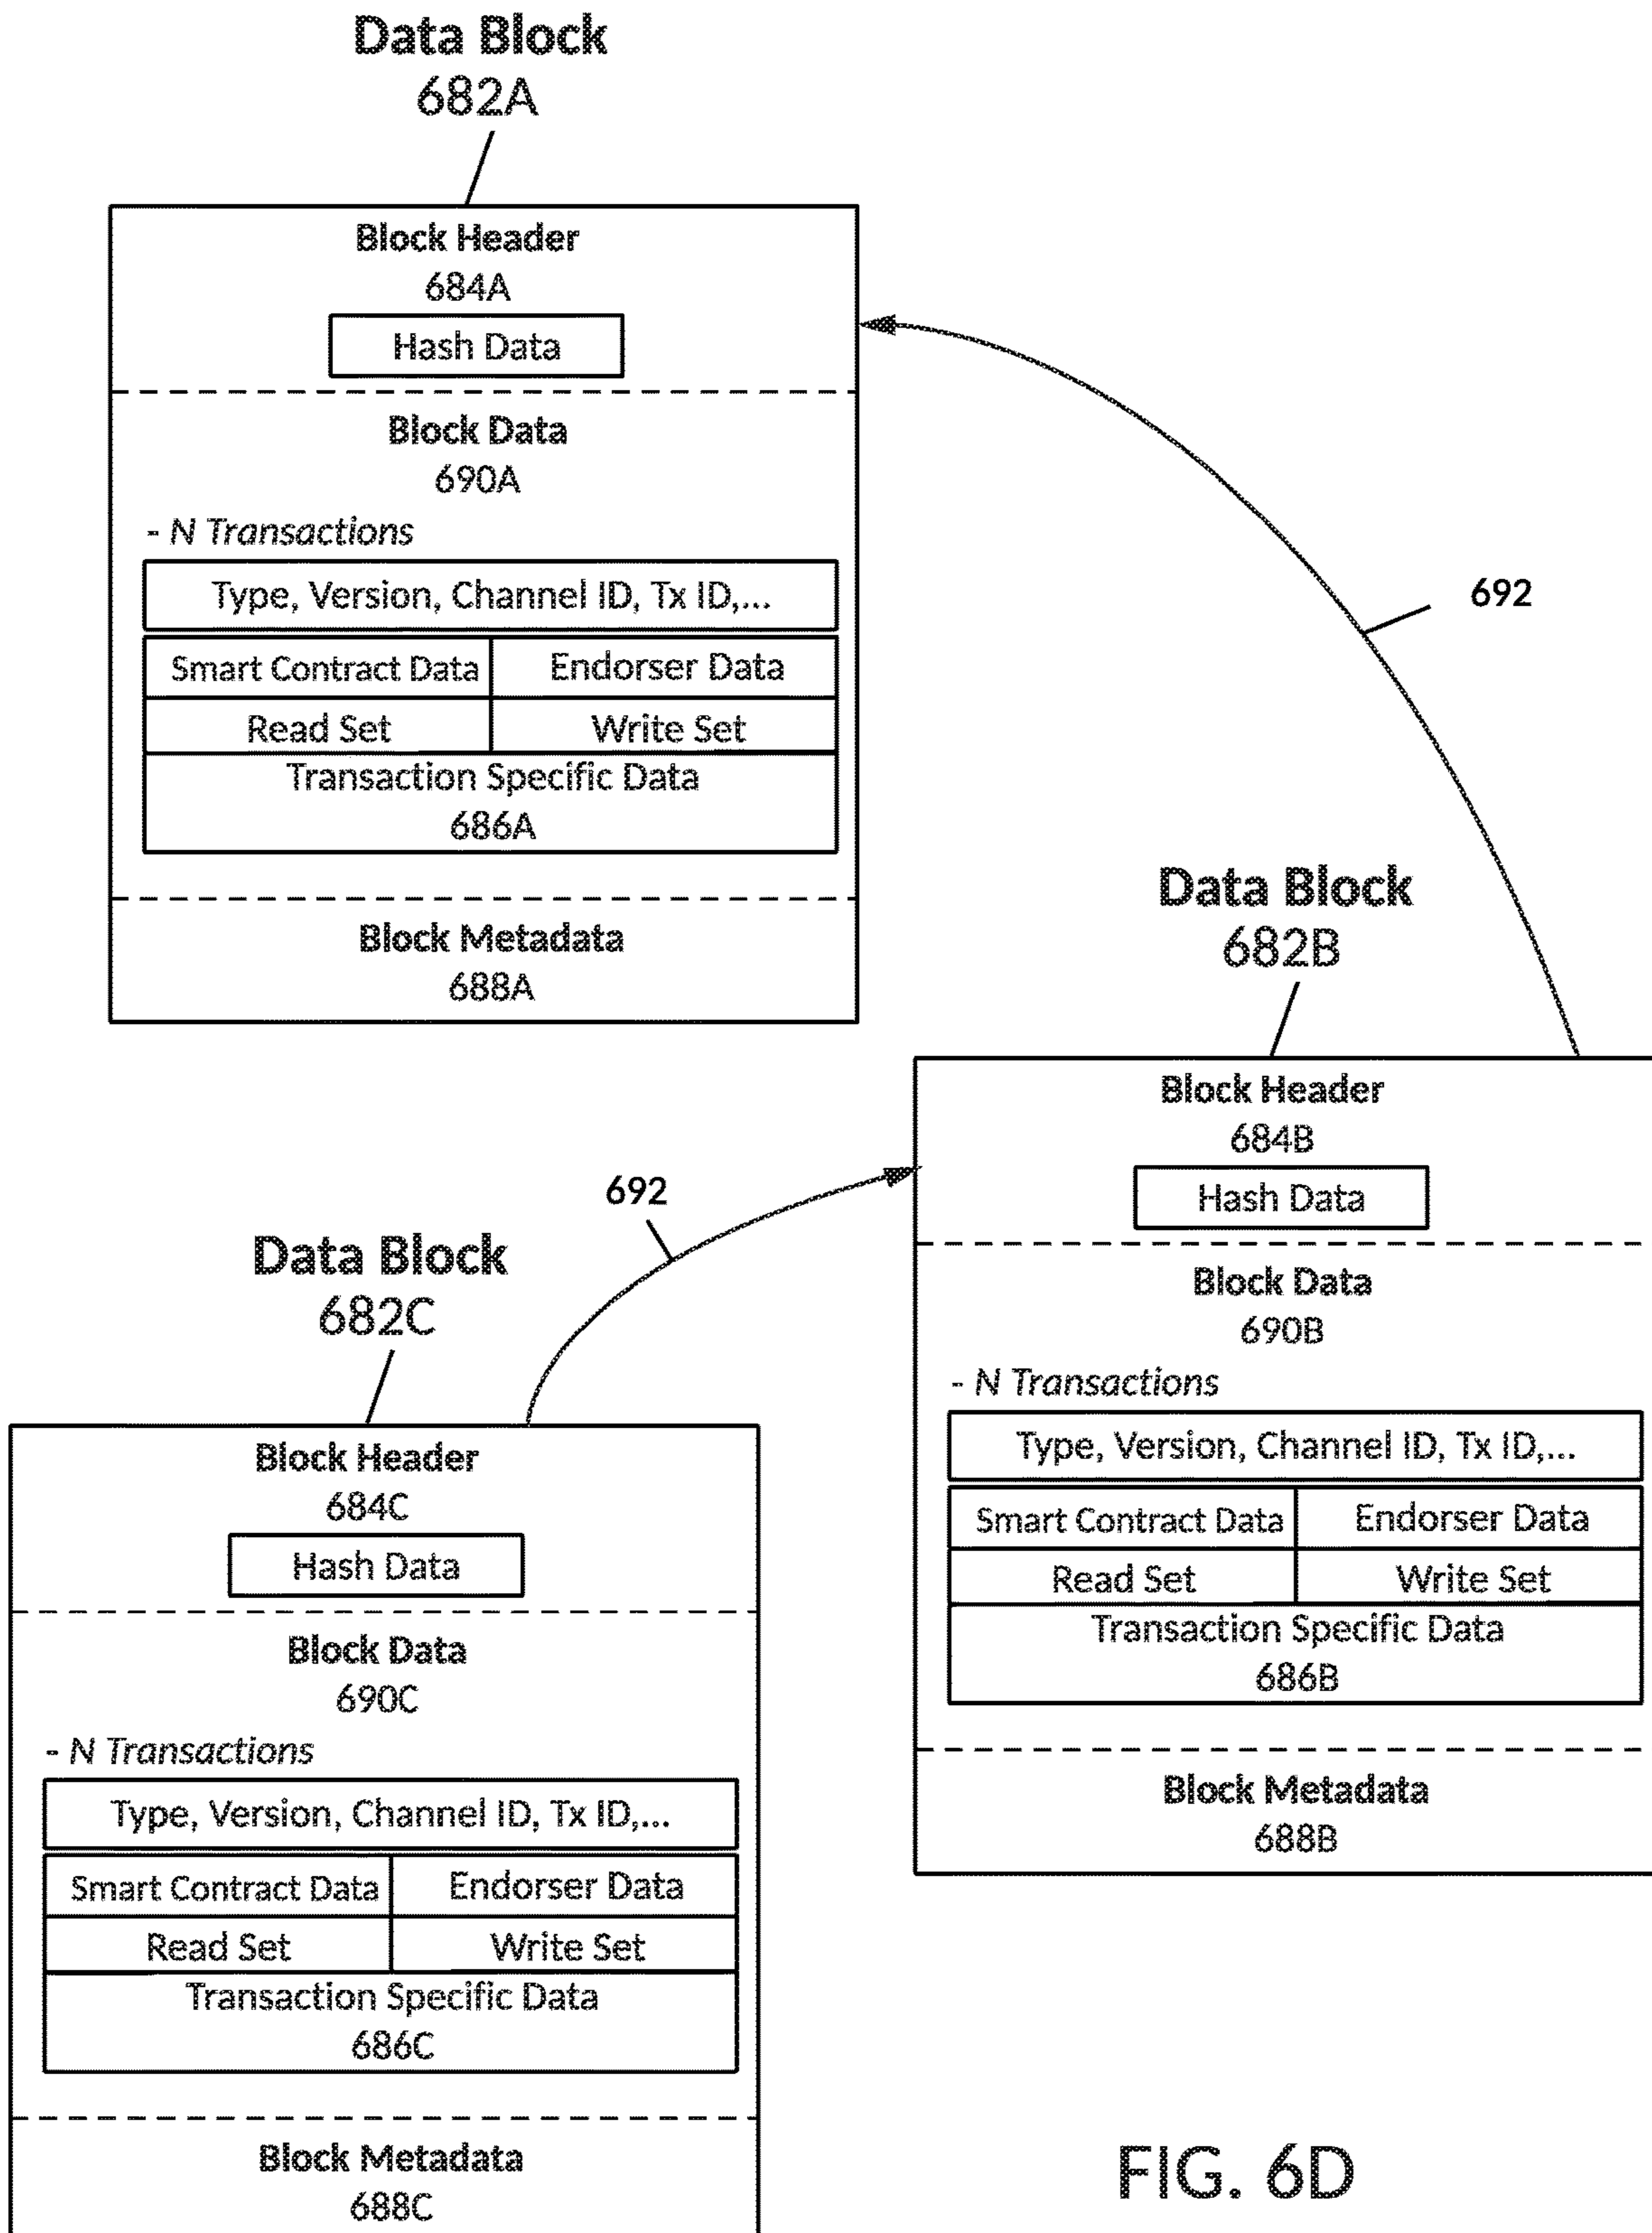 Data Block
682A
Block Header
684A
Hash Data
Block Data
690A
- N Transactions
Type, Version, Channel ID, Tx ID,...
Smart Contract Data
Endorser Data
Read Set
Write Set
Transaction Specific Data
686A
Block Metadata
688A
692
Data Block
682B
Block Header
684B
Hash Data
Block Data
690B
- N Transactions
Type, Version, Channel ID, Tx ID,...
Smart Contract Data
Endorser Data
Read Set
Write Set
Transaction Specific Data
686B
Block Metadata
688B
692
Data Block
682C
Block Header
684C
Hash Data
Block Data
690C
- N Transactions
Type, Version, Channel ID, Tx ID,...
Smart Contract Data
Endorser Data
Read Set
Write Set
Transaction Specific Data
686C
Block Metadata
688C
FIG. 6D